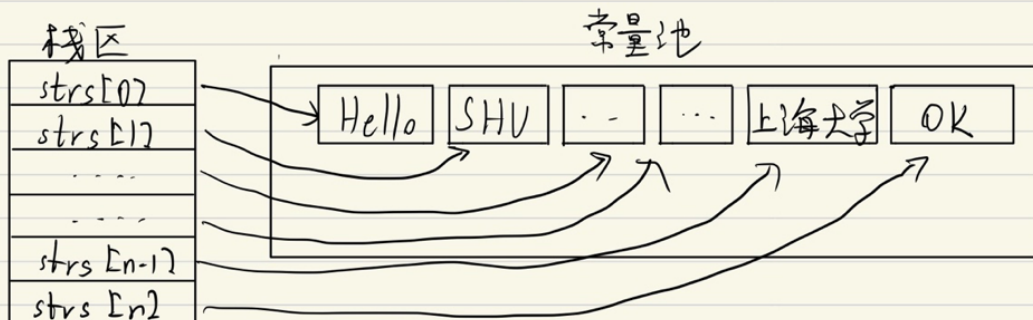 常量池
栈区
strs[0] Hello SHU .. ... 上海大学 OK
strs[1]
....
....
strs[n-1]
strs[n]